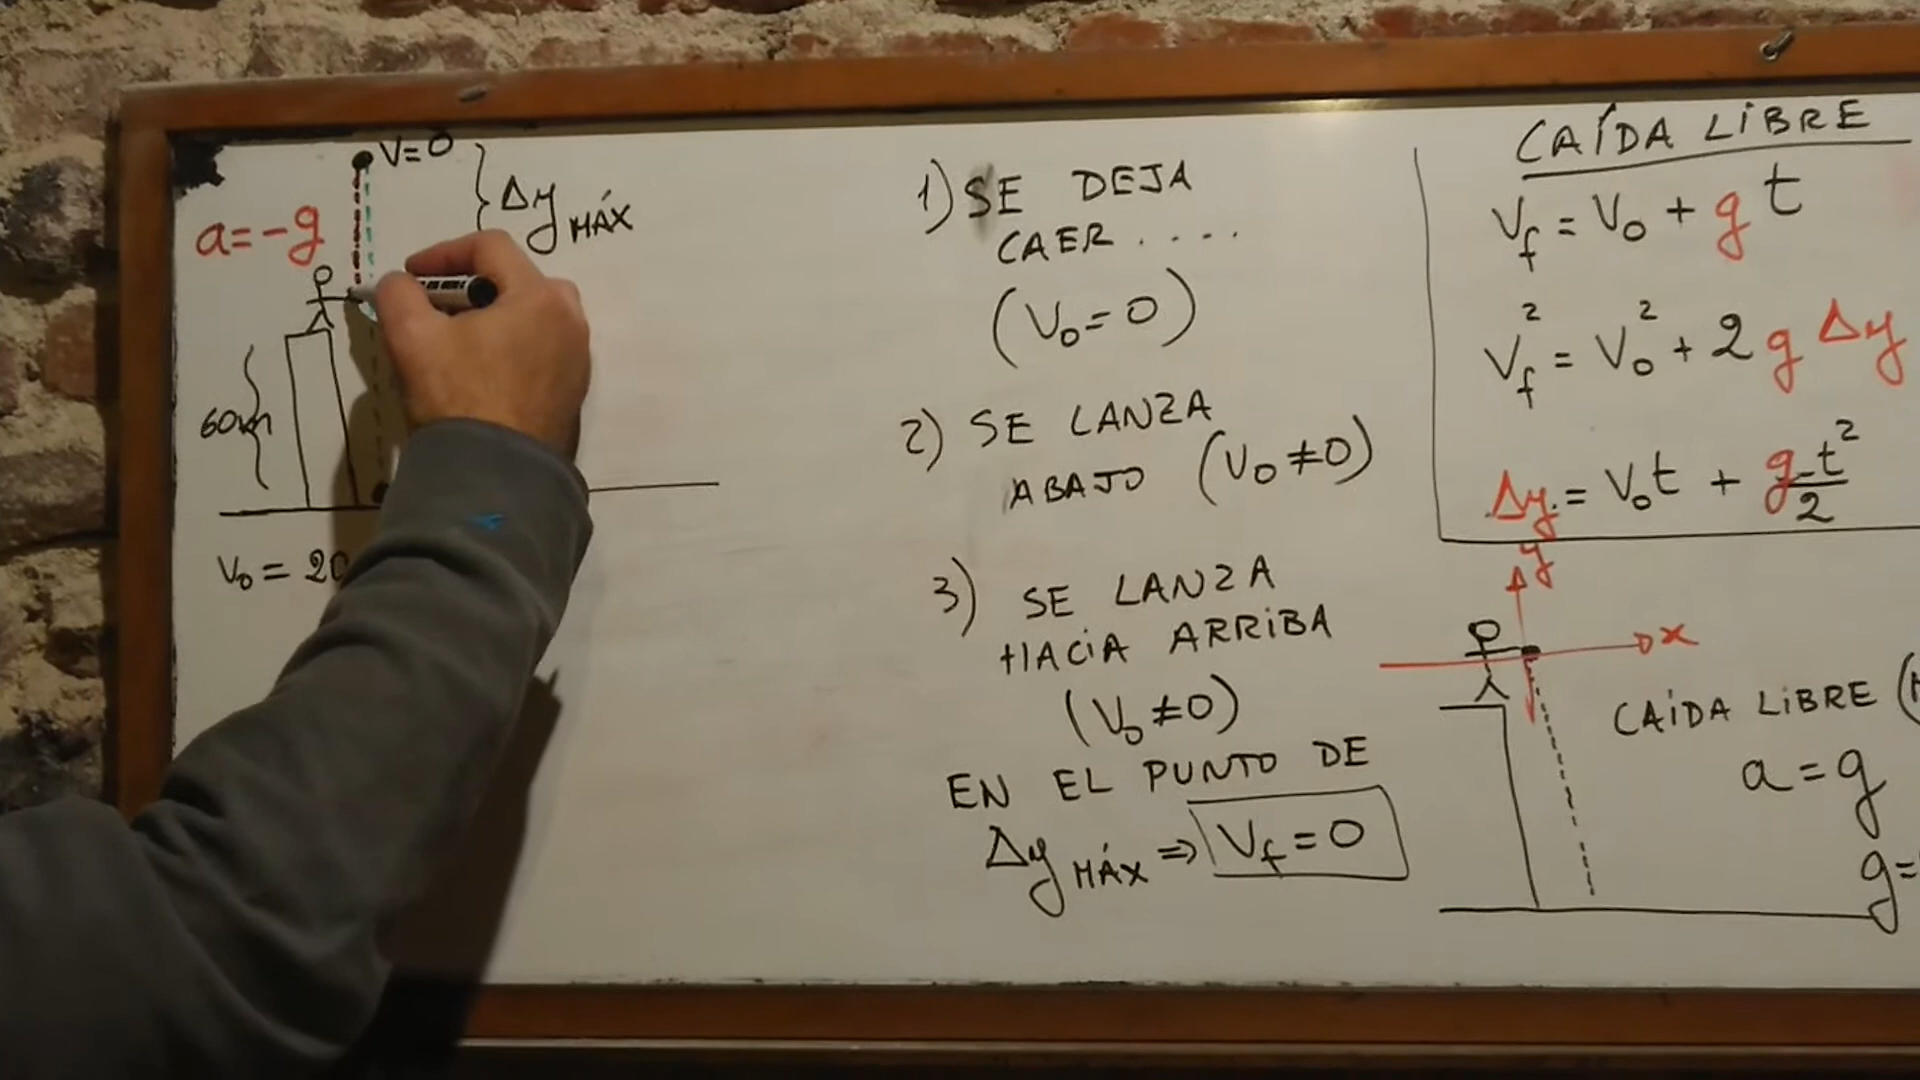 V=0
Δy MÁX
a=-g
60m
V₀ = 20
1) SE DEJA
CAER . . . .
(V₀=0)
2) SE LANZA
ABAJO (V₀≠0)
3) SE LANZA
HACIA ARRIBA
(V₀≠0)
EN EL PUNTO DE
Δy MÁX ⇒ Vf=0
CAÍDA LIBRE
Vf = V₀ + g t
Vf² = V₀² + 2 g Δy
Δy = V₀t + g t²/2
y
x
CAÍDA LIBRE (
a = g
g=